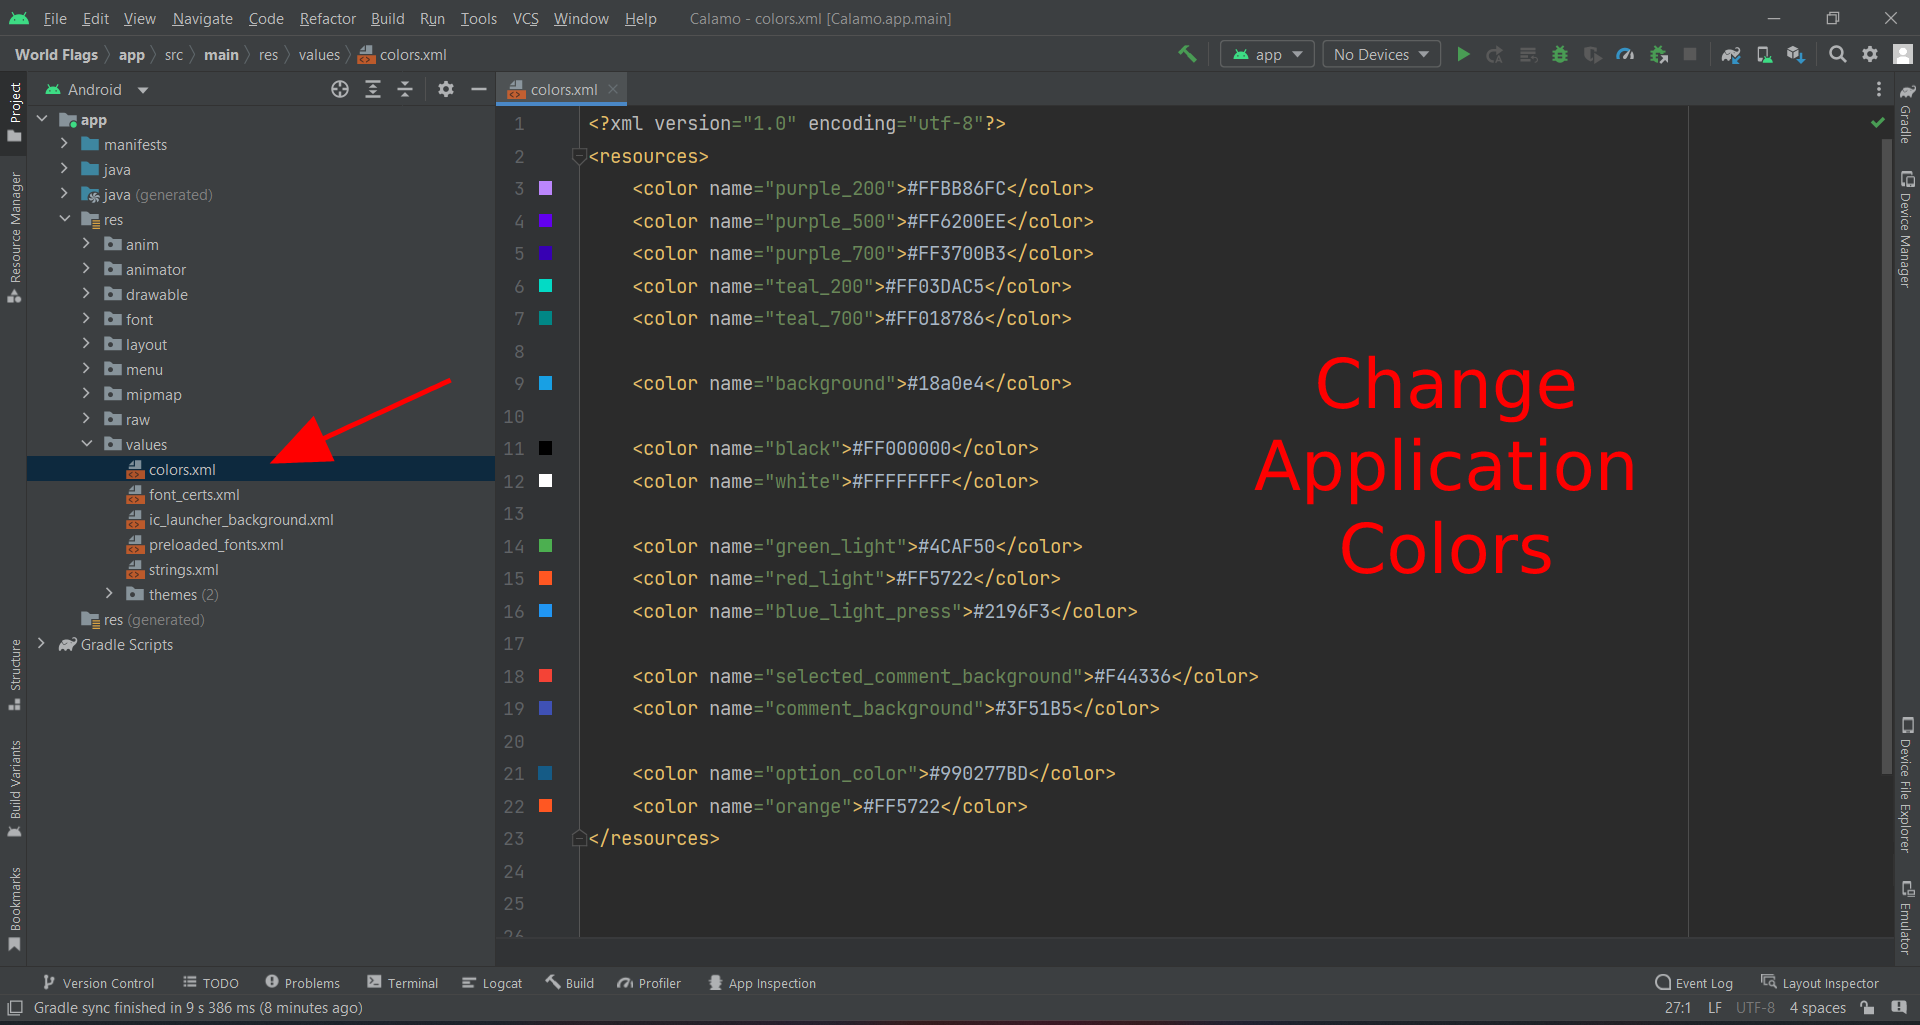 File Edit View Navigate Code Refactor Build Run Tools VCS Window Help Calamo - colors.xml [Calamo.app.main]
World Flags app src main res values colors.xml app No Devices
Project
Resource Manager
Structure
Build Variants
Bookmarks
Android
app
manifests
java
java (generated)
res
anim
animator
drawable
font
layout
menu
mipmap
raw
values
colors.xml
font_certs.xml
ic_launcher_background.xml
preloaded_fonts.xml
strings.xml
themes (2)
res (generated)
Gradle Scripts
colors.xml
1 <?xml version="1.0" encoding="utf-8"?>
2 <resources>
3 <color name="purple_200">#FFBB86FC</color>
4 <color name="purple_500">#FF6200EE</color>
5 <color name="purple_700">#FF3700B3</color>
6 <color name="teal_200">#FF03DAC5</color>
7 <color name="teal_700">#FF018786</color>
8
9 <color name="background">#18a0e4</color>
10
11 <color name="black">#FF000000</color>
12 <color name="white">#FFFFFFFF</color>
13
14 <color name="green_light">#4CAF50</color>
15 <color name="red_light">#FF5722</color>
16 <color name="blue_light_press">#2196F3</color>
17
18 <color name="selected_comment_background">#F44336</color>
19 <color name="comment_background">#3F51B5</color>
20
21 <color name="option_color">#990277BD</color>
22 <color name="orange">#FF5722</color>
23 </resources>
24
25
26
Change
Application
Colors
Gradle
Device Manager
Device File Explorer
Emulator
Version Control TODO Problems Terminal Logcat Build Profiler App Inspection Event Log Layout Inspector
Gradle sync finished in 9 s 386 ms (8 minutes ago) 27:1 LF UTF-8 4 spaces